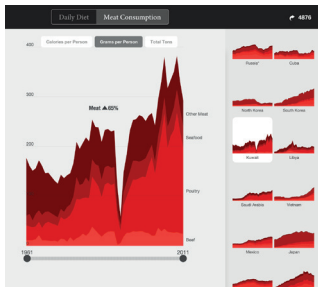 Daily Diet
Meat Consumption
4876
Calories per Person
Grams per Person
Total Tons
400
300
200
Meat ▲60%
Other Meat
Seafood
Poultry
Beef
1961
2011
Russia*
Cuba
North Korea
South Korea
Kuwait
Libya
Saudi Arabia
Vietnam
Mexico
Japan